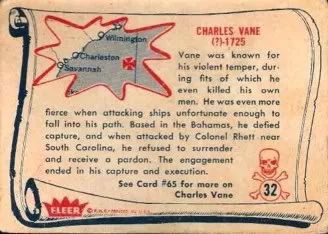 CHARLES VANE
(?)-1725
Wilmington
Charleston
Savannah
Vane was known for
his violent temper, dur-
ing fits of which he
even killed his own
men. He was even more
fierce when attacking ships unfortunate enough to
fall into his path. Based in the Bahamas, he defied
capture, and when attacked by Colonel Rhett near
South Carolina, he refused to surrender
and receive a pardon. The engagement
ended in his capture and execution.
See Card #65 for more on
Charles Vane
32
FLEER
PRINTED IN U.S.A.